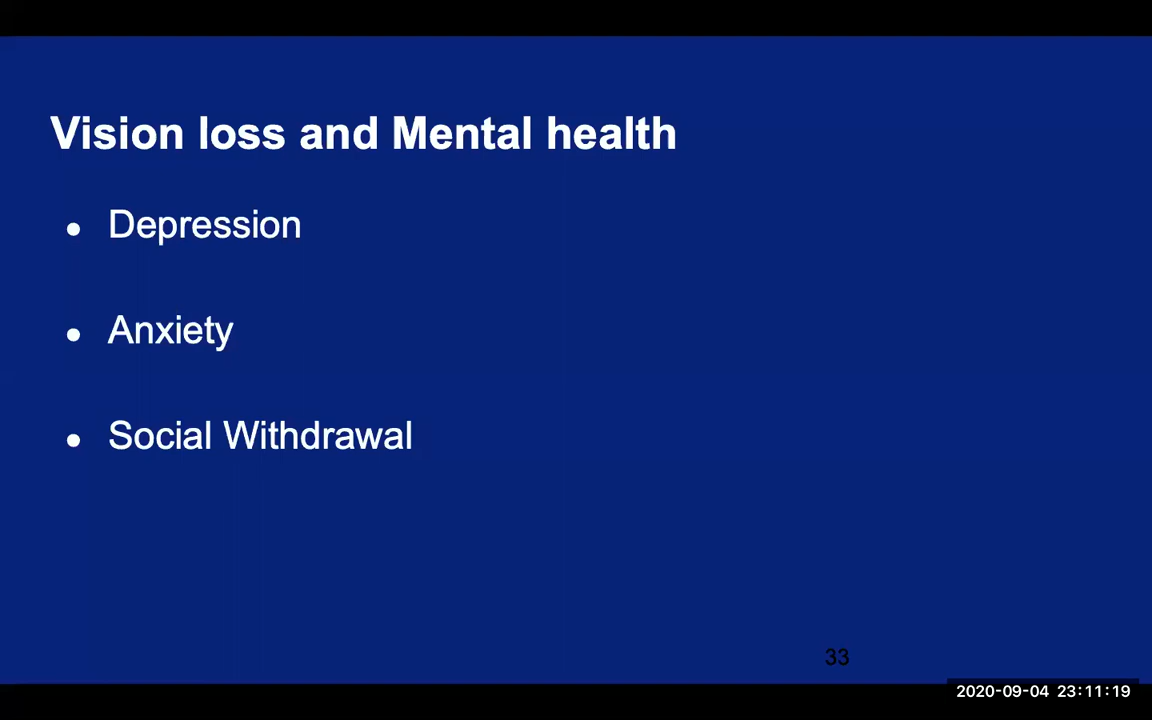 Vision loss and Mental health
● Depression
● Anxiety
● Social Withdrawal
33
2020-09-04 23:11:19